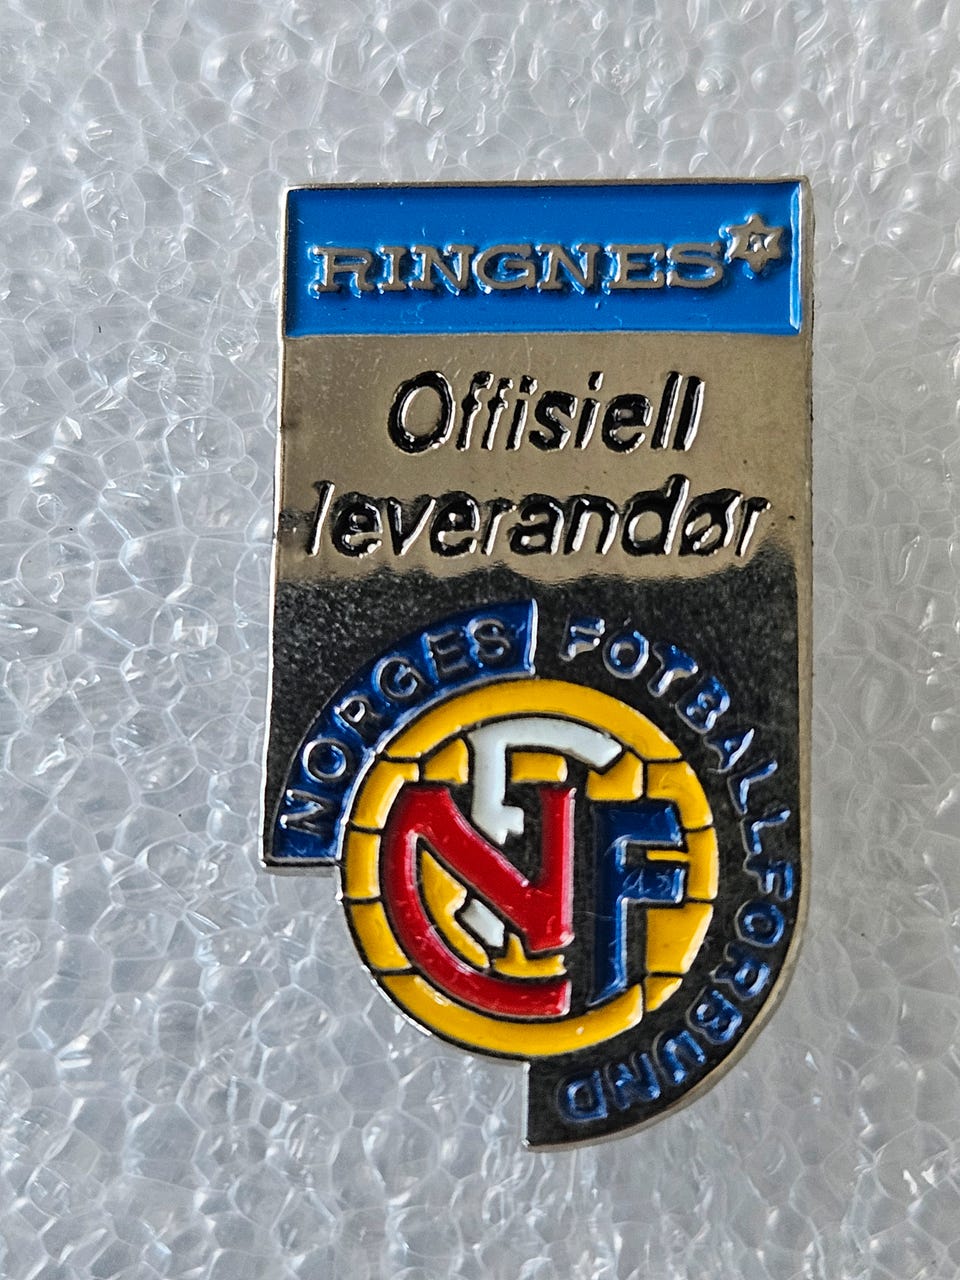 RINGNES
Offisiell
leverandør
NORGES FOTBALLFORBUND
NFF